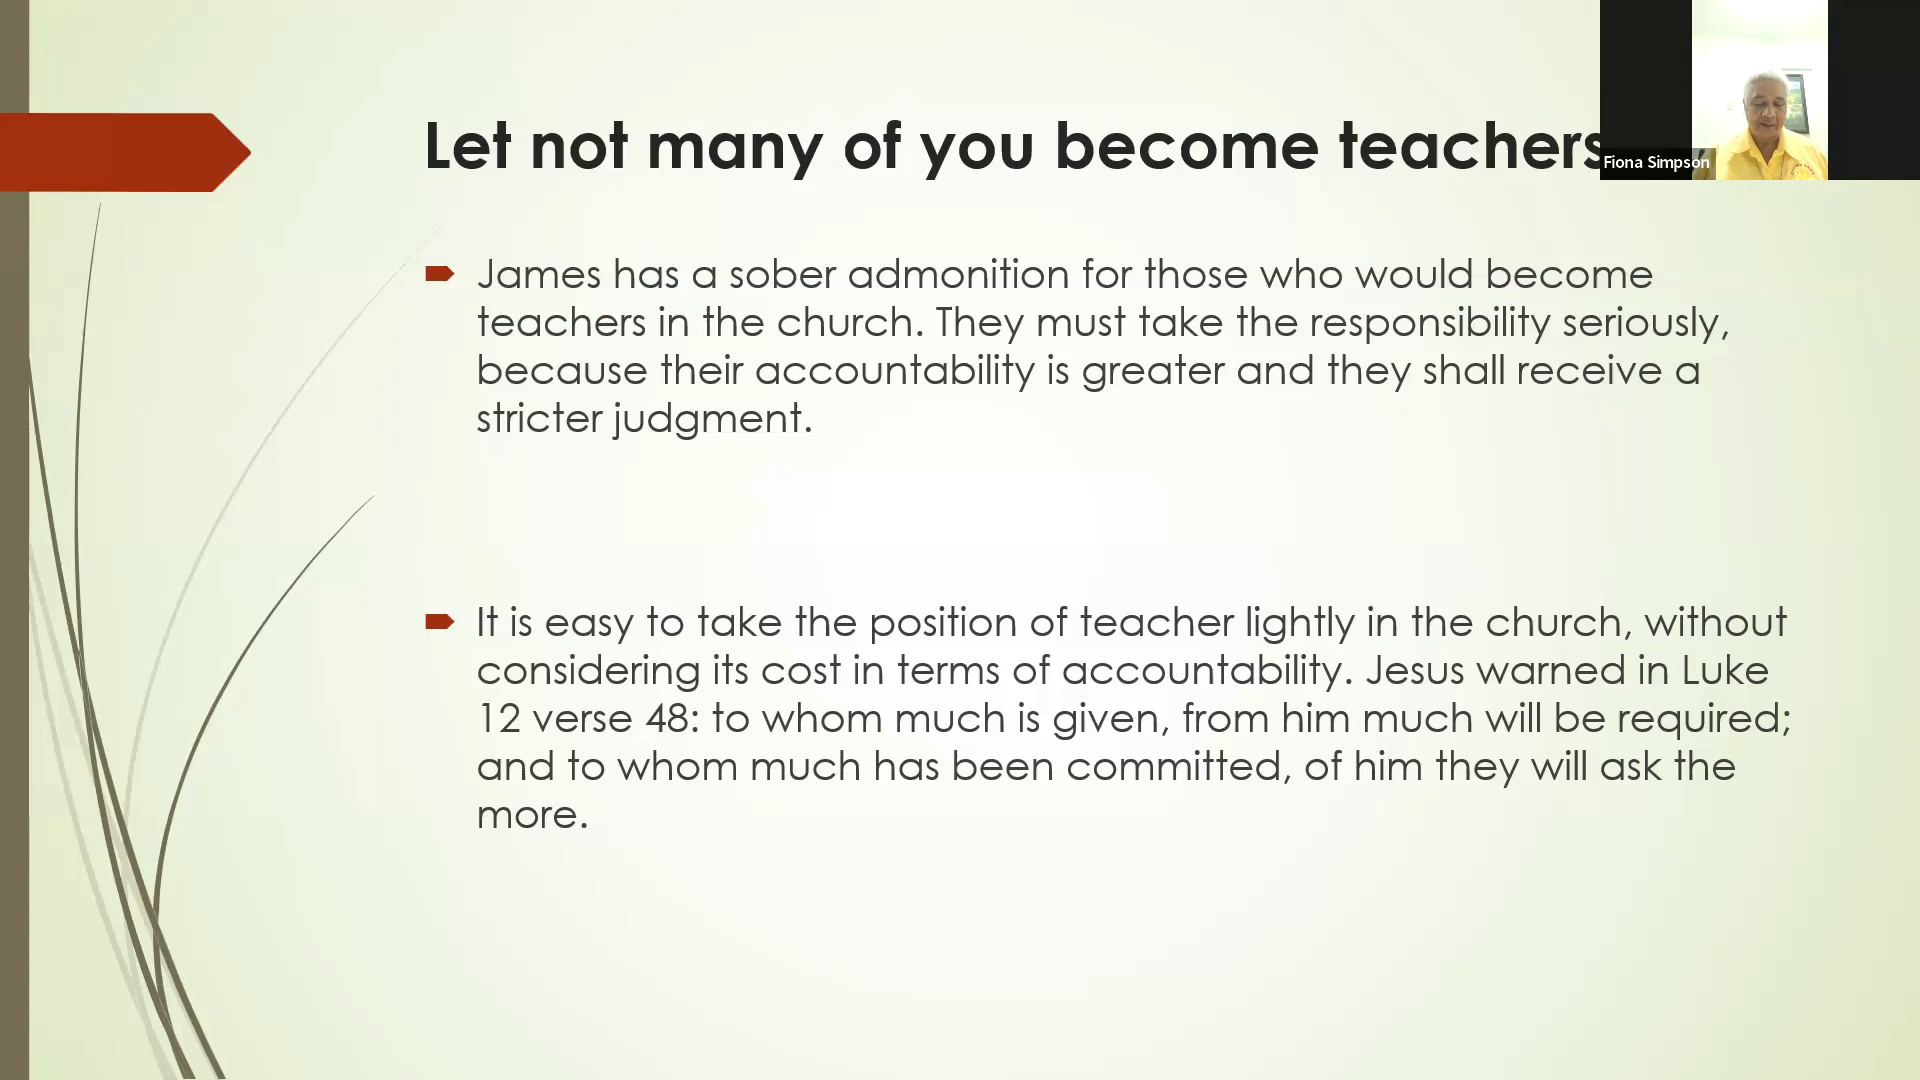 Let not many of you become teachers
Fiona Simpson
James has a sober admonition for those who would become
teachers in the church. They must take the responsibility seriously,
because their accountability is greater and they shall receive a
stricter judgment.
It is easy to take the position of teacher lightly in the church, without
considering its cost in terms of accountability. Jesus warned in Luke
12 verse 48: to whom much is given, from him much will be required;
and to whom much has been committed, of him they will ask the
more.